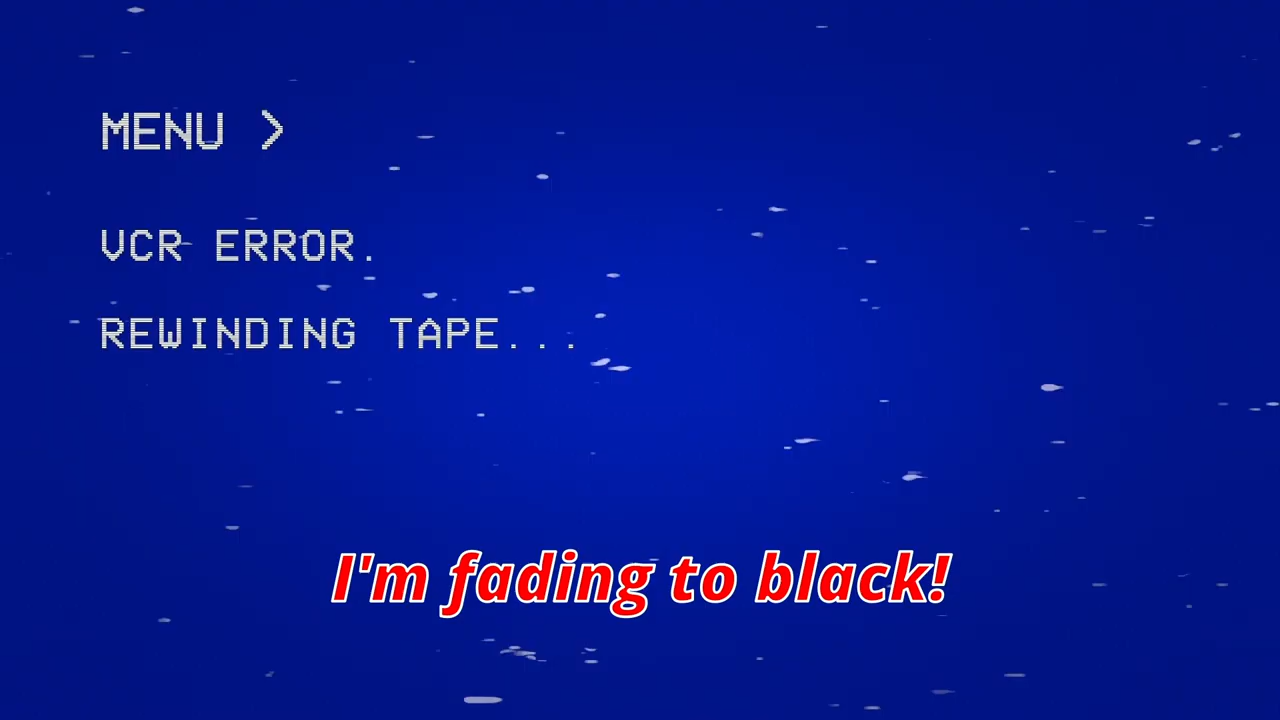 MENU >
VCR ERROR.
REWINDING TAPE...
I'm fading to black!